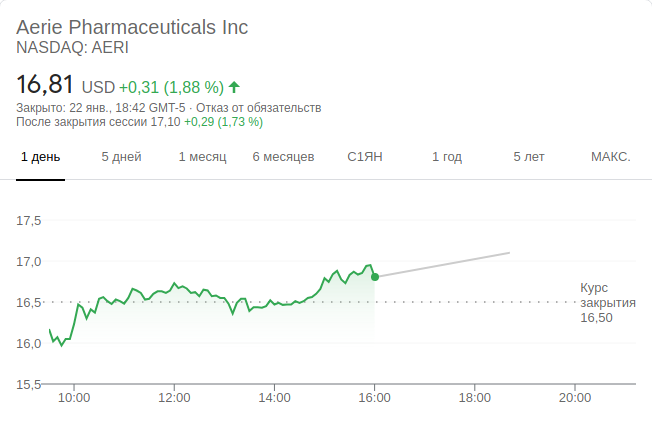 Aerie Pharmaceuticals Inc
NASDAQ: AERI
16,81 USD +0,31 (1,88 %)
Закрыто: 22 янв., 18:42 GMT-5 · Отказ от обязательств
После закрытия сессии 17,10 +0,29 (1,73 %)
1 день 5 дней 1 месяц 6 месяцев С1ЯН 1 год 5 лет МАКС.
17,5
17,0
16,5
16,0
15,5
Курс
закрытия
16,50
10:00 12:00 14:00 16:00 18:00 20:00